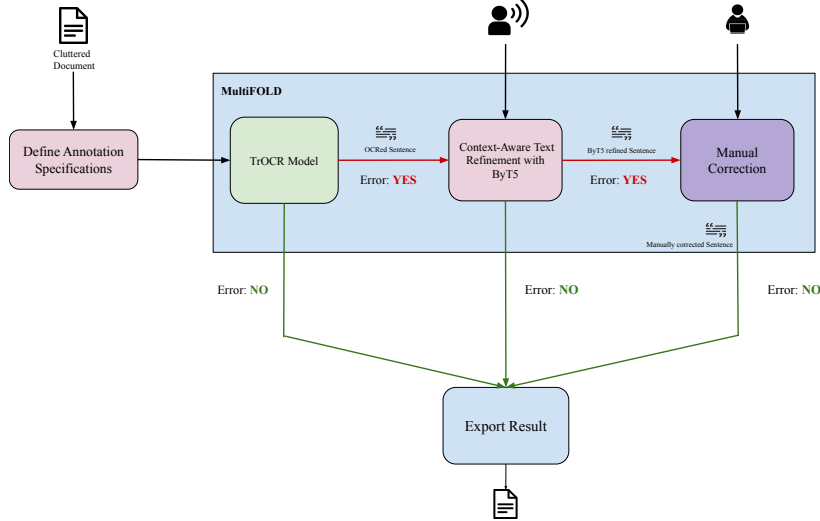 Cluttered
Document
MultiFOLD
Define Annotation
Specifications
TrOCR Model
OCRed Sentence
Error: YES
Context-Aware Text
Refinement with
ByT5
ByT5 refined Sentence
Error: YES
Manual
Correction
Manually corrected Sentence
Error: NO
Error: NO
Error: NO
Export Result